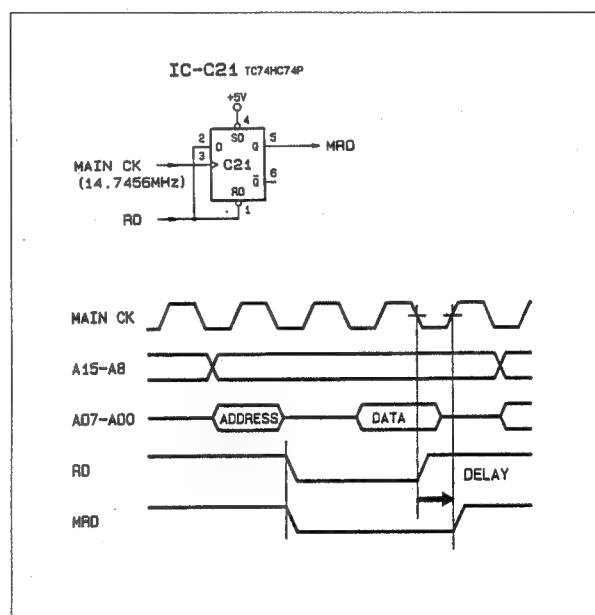 IC-C21 TC74HC74P
+5V
4
2 D SD Q 5 MRD
MAIN CK 3 C21
(14.7456MHz) Q 6
RD
RD 1
MAIN CK
A15-A8
AD7-AD0 ADDRESS DATA
RD DELAY
MRD